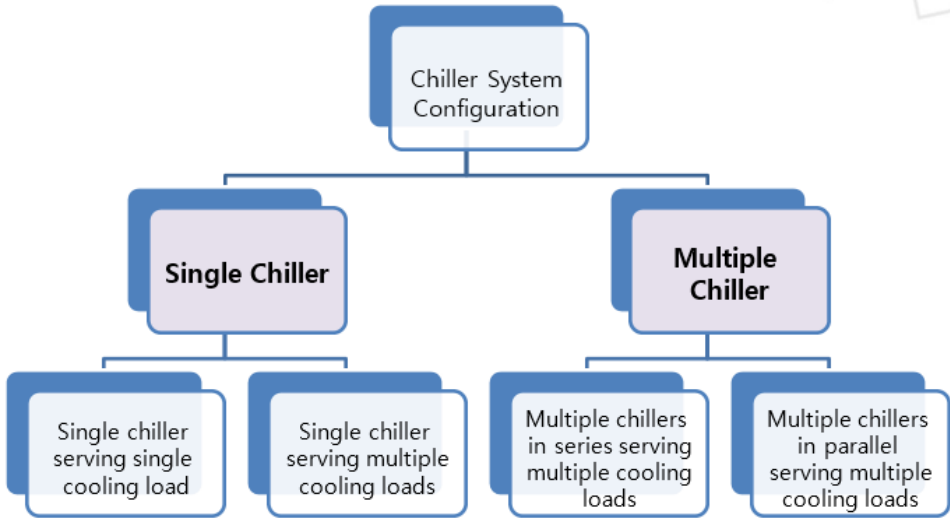 Chiller System
Configuration
Single Chiller
Multiple
Chiller
Single chiller
serving single
cooling load
Single chiller
serving multiple
cooling loads
Multiple chillers
in series serving
multiple cooling
loads
Multiple chillers
in parallel
serving multiple
cooling loads